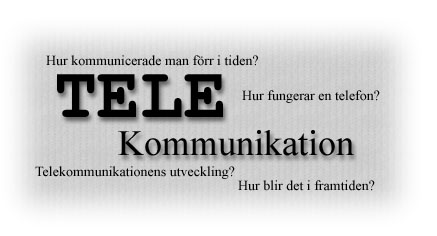 Hur kommunicerade man förr i tiden?
TELE
Hur fungerar en telefon?
Kommunikation
Telekommunikationens utveckling?
Hur blir det i framtiden?